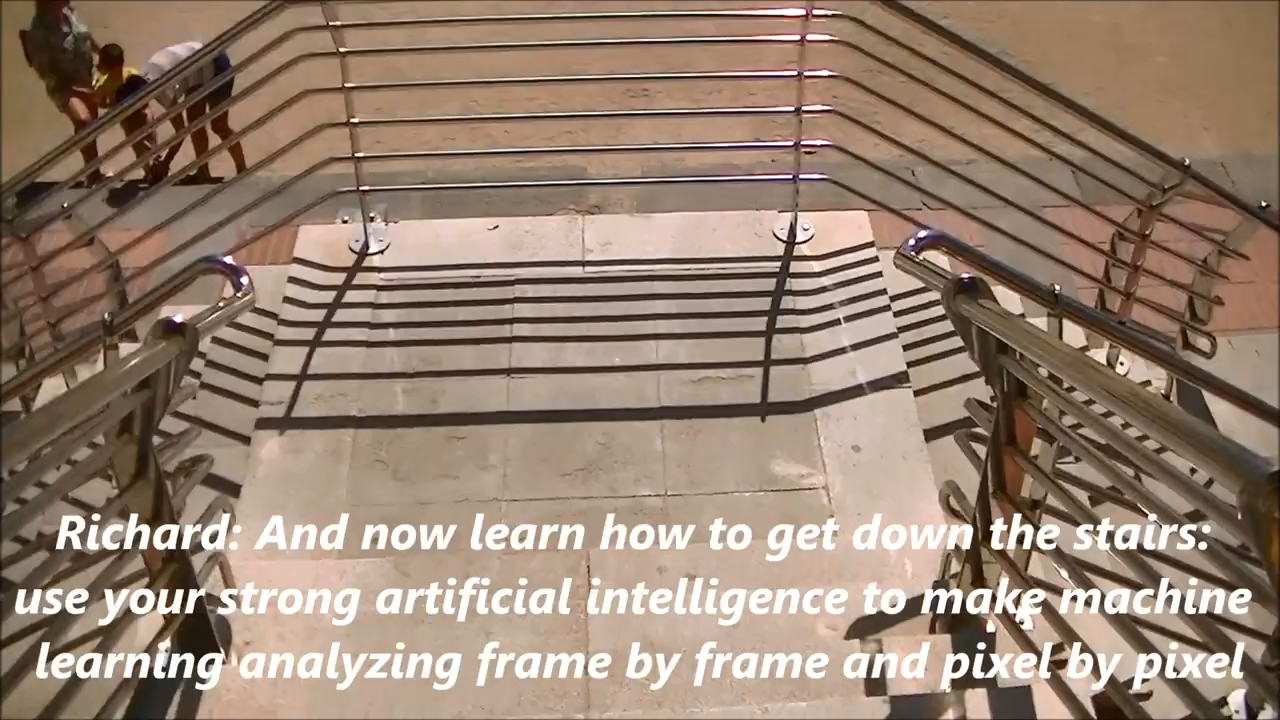 Richard: And now learn how to get down the stairs:
use your strong artificial intelligence to make machine
learning analyzing frame by frame and pixel by pixel